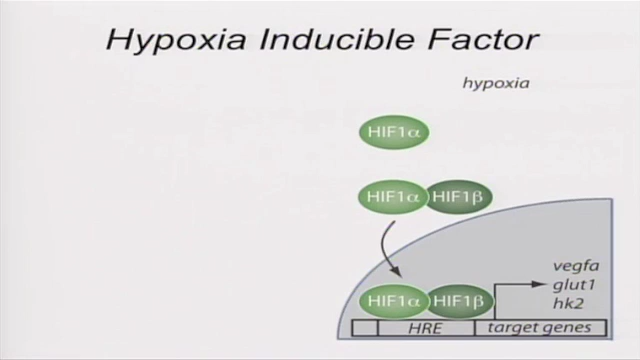 Hypoxia Inducible Factor
hypoxia
HIF1α
HIF1α HIF1β
HIF1α HIF1β
vegfa
glut1
hk2
HRE target genes